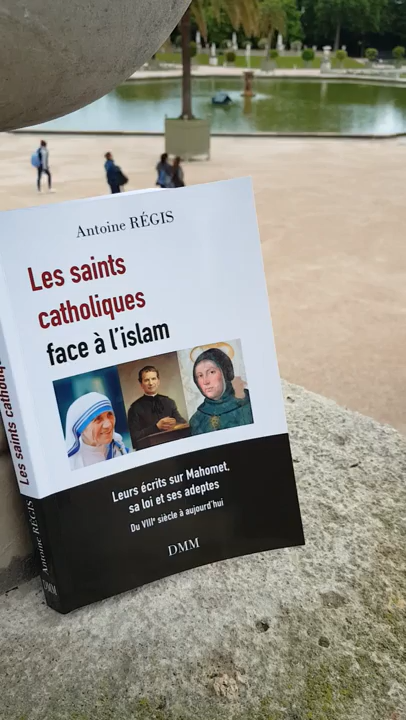 Antoine RÉGIS
Les saints
catholiques
face à l'islam
Leurs écrits sur Mahomet,
sa loi et ses adeptes
Du VIIIᵉ siècle à aujourd'hui
DMM
Les saints catholiq
Antoine RÉGIS
DMM